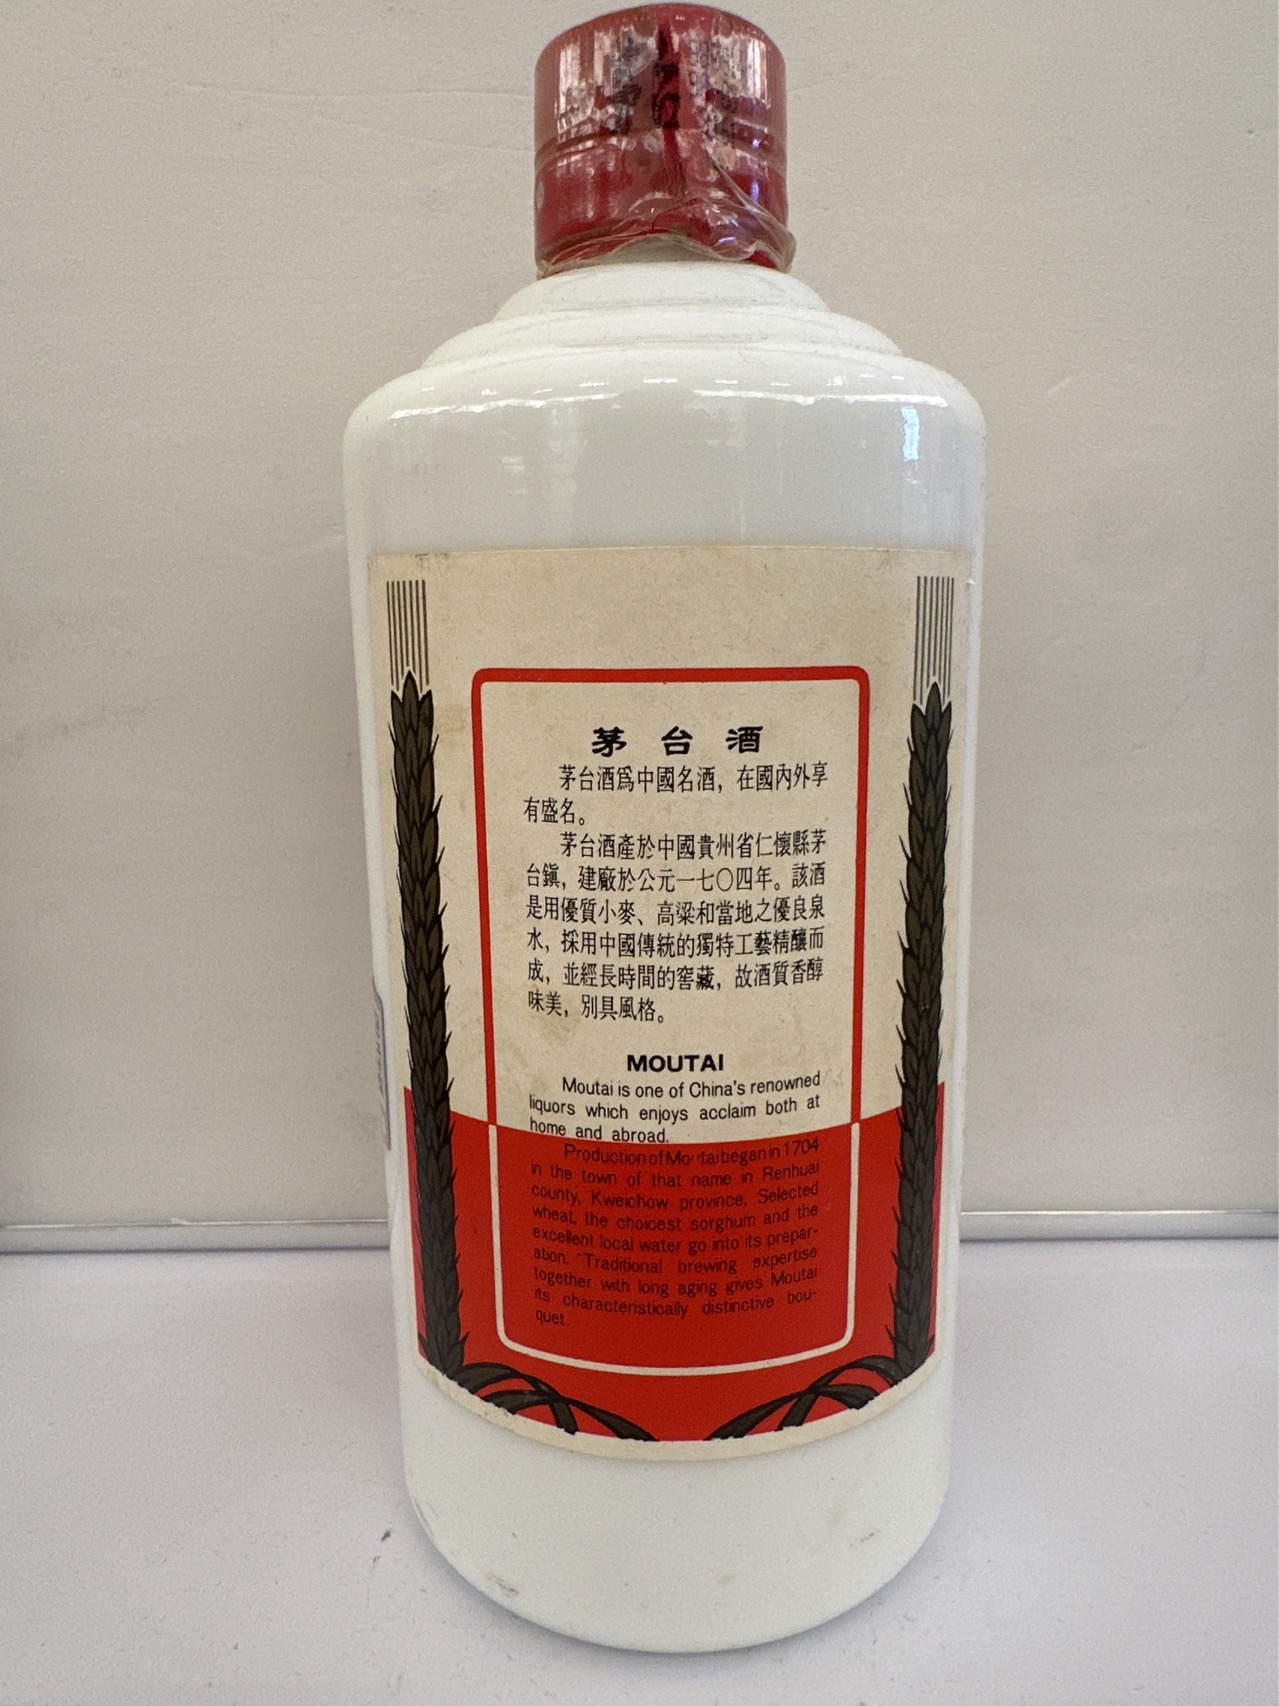 茅台酒
茅台酒爲中國名酒，在國內外享
有盛名。
茅台酒產於中國貴州省仁懷縣茅
台鎭，建廠於公元一七〇四年。該酒
是用優質小麥、高粱和當地之優良泉
水，採用中國傳統的獨特工藝精釀而
成，並經長時間的窖藏，故酒質香醇
味美，別具風格。
MOUTAI
Moutai is one of China's renowned
liquors which enjoys acclaim both at
home and abroad.
Production of Moutai began in 1704
in the town of that name in Renhuai
county, Kweichow province. Selected
wheat, the choicest sorghum and the
excellent local water go into its prepar-
ation. Traditional brewing expertise
together with long aging gives Moutai
its characteristically distinctive bou-
quet.